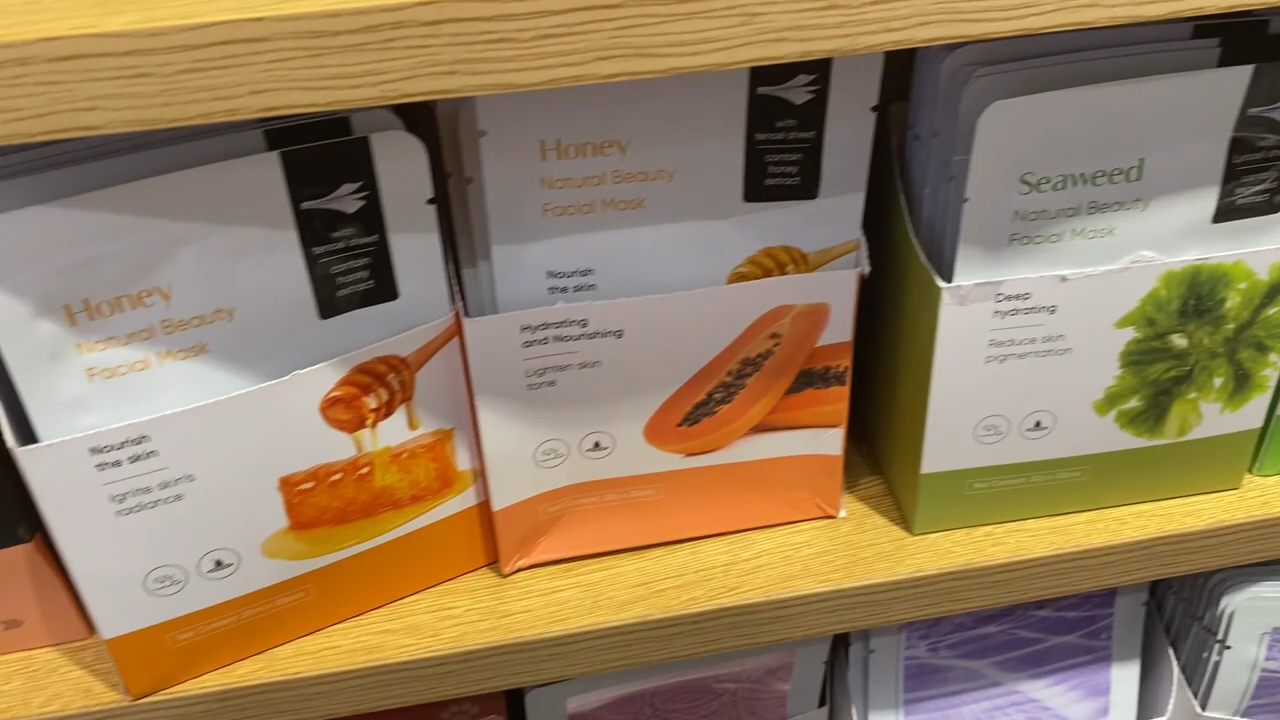 Honey
Natural Beauty
Facial Mask
with
tencel sheet
contain
honey
extract
Nourish
the skin
Ignite skin's
radiance
Honey
Natural Beauty
Facial Mask
with
tencel sheet
contain
honey
extract
Nourish
the skin
Hydrating
and Nourishing
Lighten skin
tone
Seaweed
Natural Beauty
Facial Mask
Deep
hydrating
Reduce skin
pigmentation